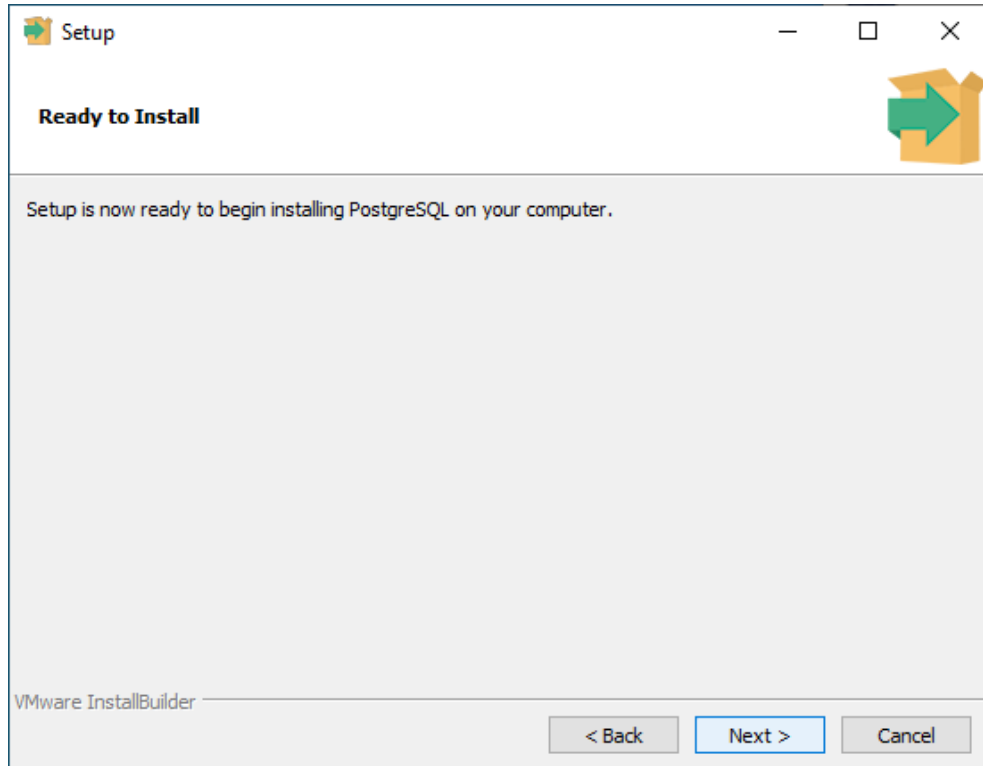 Setup
Ready to Install
Setup is now ready to begin installing PostgreSQL on your computer.
VMware InstallBuilder
< Back
Next >
Cancel